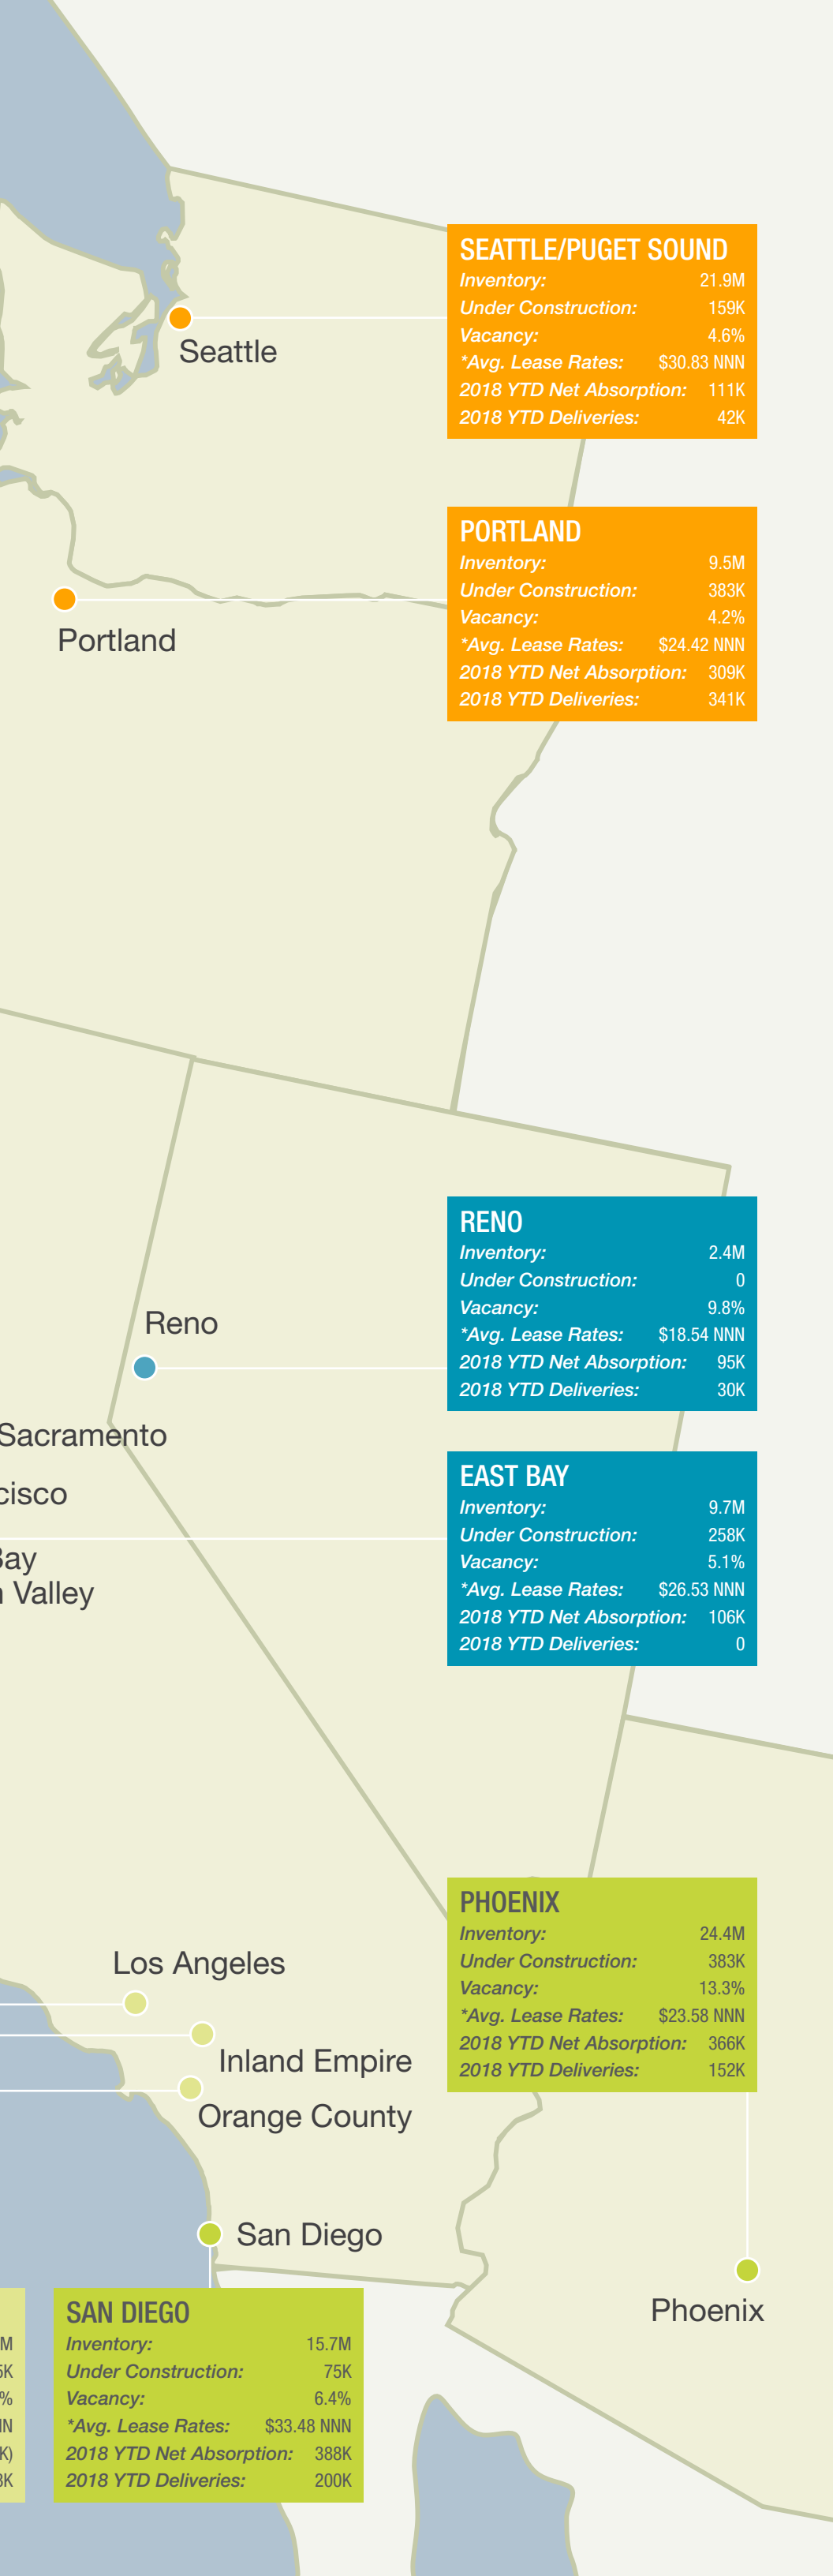 SEATTLE/PUGET SOUND
Inventory: 21.9M
Under Construction: 159K
Vacancy: 4.6%
*Avg. Lease Rates: $30.83 NNN
2018 YTD Net Absorption: 111K
2018 YTD Deliveries: 42K
Seattle
PORTLAND
Inventory: 9.5M
Under Construction: 383K
Vacancy: 4.2%
*Avg. Lease Rates: $24.42 NNN
2018 YTD Net Absorption: 309K
2018 YTD Deliveries: 341K
Portland
RENO
Inventory: 2.4M
Under Construction: 0
Vacancy: 9.8%
*Avg. Lease Rates: $18.54 NNN
2018 YTD Net Absorption: 95K
2018 YTD Deliveries: 30K
Reno
Sacramento
cisco
Bay
Valley
EAST BAY
Inventory: 9.7M
Under Construction: 258K
Vacancy: 5.1%
*Avg. Lease Rates: $26.53 NNN
2018 YTD Net Absorption: 106K
2018 YTD Deliveries: 0
PHOENIX
Inventory: 24.4M
Under Construction: 383K
Vacancy: 13.3%
*Avg. Lease Rates: $23.58 NNN
2018 YTD Net Absorption: 366K
2018 YTD Deliveries: 152K
Los Angeles
Inland Empire
Orange County
San Diego
Phoenix
SAN DIEGO
Inventory: 15.7M
Under Construction: 75K
Vacancy: 6.4%
*Avg. Lease Rates: $33.48 NNN
2018 YTD Net Absorption: 388K
2018 YTD Deliveries: 200K